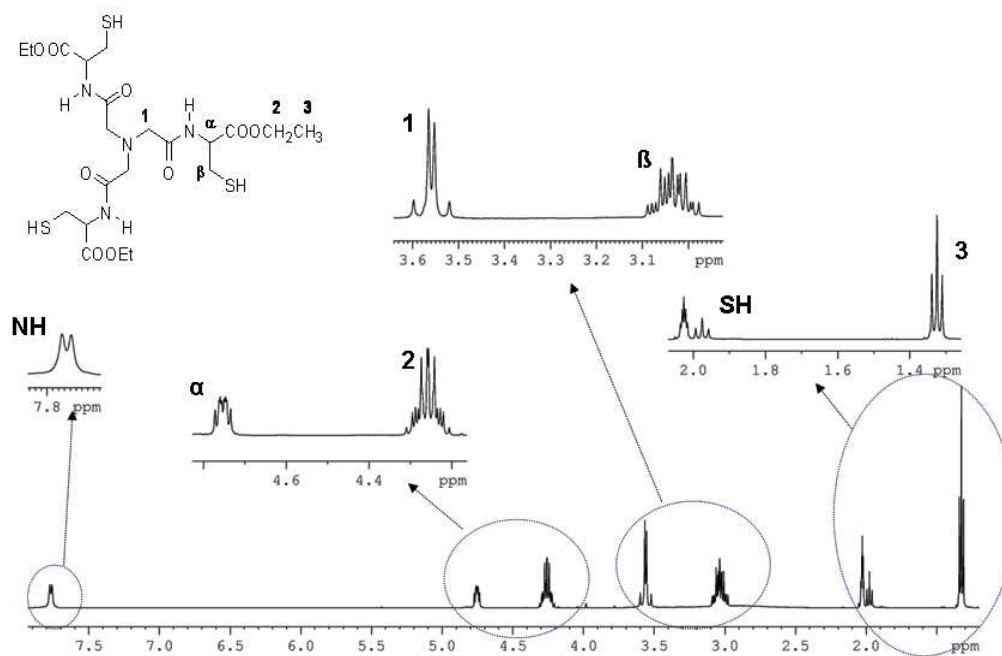 SH
EtOOC
N
H
O
1
H
N
α
2
3
COOC
CH₃
O
N
O
β
SH
HS
N
H
COOEt
1
ß
3.6 3.5 3.4 3.3 3.2 3.1 ppm
3
SH
2.0 1.8 1.6 1.4 ppm
NH
7.8 ppm
α
2
4.6 4.4 ppm
7.5 7.0 6.5 6.0 5.5 5.0 4.5 4.0 3.5 3.0 2.5 2.0 ppm